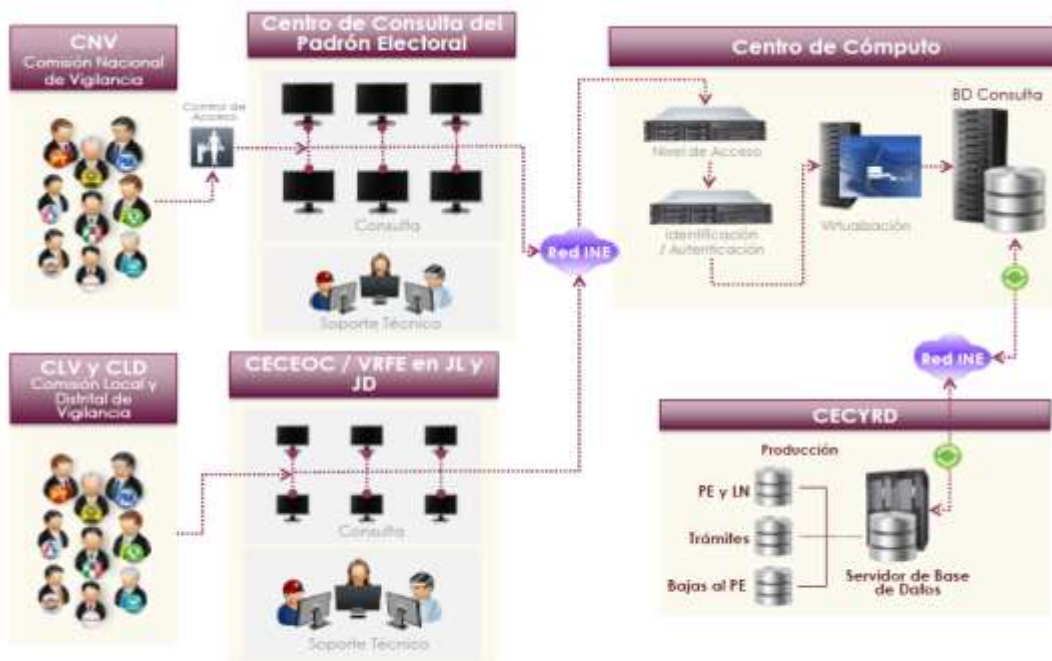 CNV
Comisión Nacional
de Vigilancia
Control de
Acceso
Centro de Consulta del
Padrón Electoral
Consulta
Soporte Técnico
CLV y CLD
Comisión Local y
Distrital de
Vigilancia
CECEOC / VRFE en JL y
JD
Consulta
Soporte Técnico
Red INE
Centro de Cómputo
Nivel de Acceso
Identificación
/ Autenticación
Virtualización
BD Consulta
Red INE
CECYRD
Producción
PE y LN
Trámites
Bajas al PE
Servidor de Base
de Datos